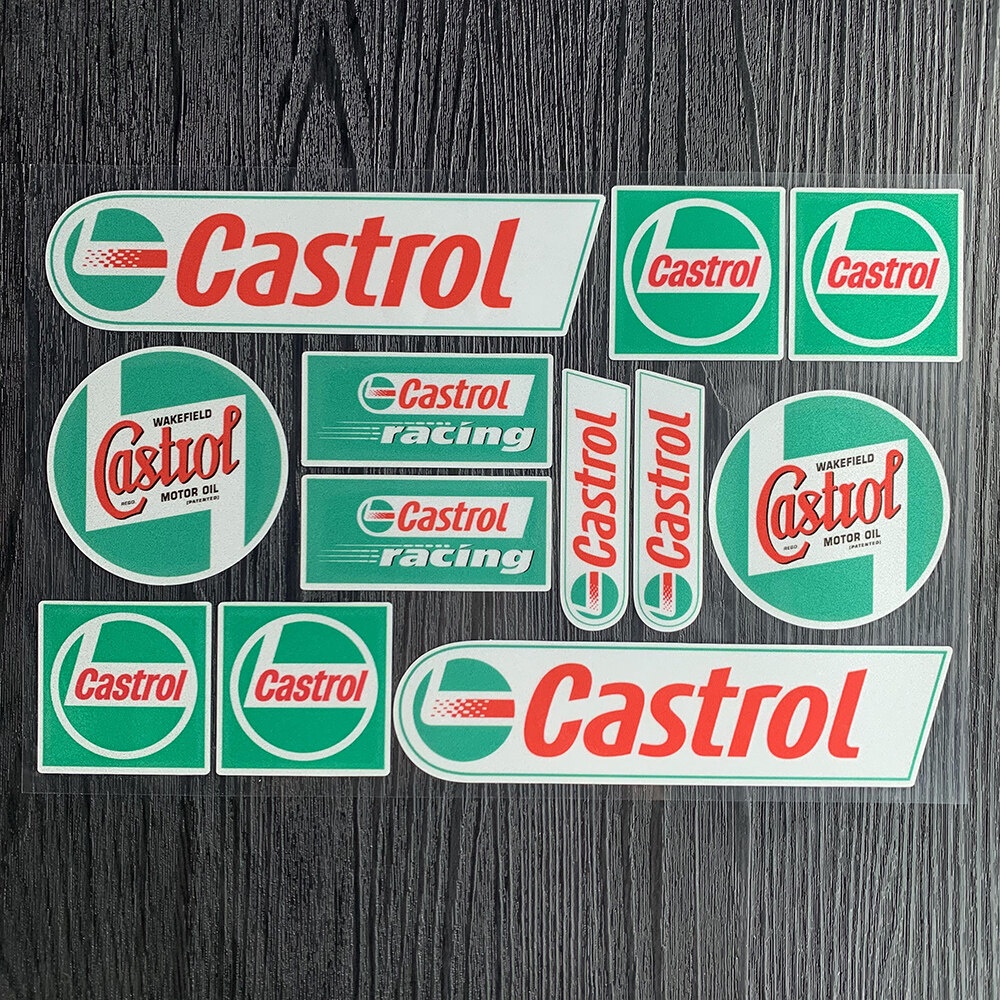 Castrol
Castrol
Castrol
WAKEFIELD
Castrol
REGD.
MOTOR OIL
(PATENTED)
Castrol
racing
Castrol
racing
Castrol
Castrol
WAKEFIELD
Castrol
REGD.
MOTOR OIL
(PATENTED)
Castrol
Castrol
Castrol